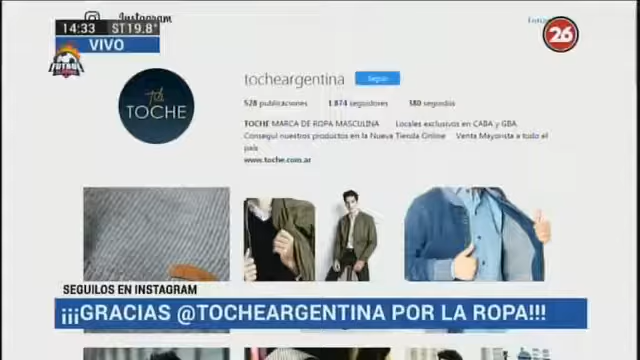 Instagram
14:33 ST 19.8°
VIVO
26
tocheargentina Seguir
TOCHE
528 publicaciones 1.874 seguidores 380 seguidos
TOCHE MARCA DE ROPA MASCULINA Locales exclusivos en CABA y GBA
Conseguí nuestros productos en la Nueva Tienda Online Venta Mayorista a todo el
país
www.toche.com.ar
SEGUILOS EN INSTAGRAM
¡¡¡GRACIAS @TOCHEARGENTINA POR LA ROPA!!!